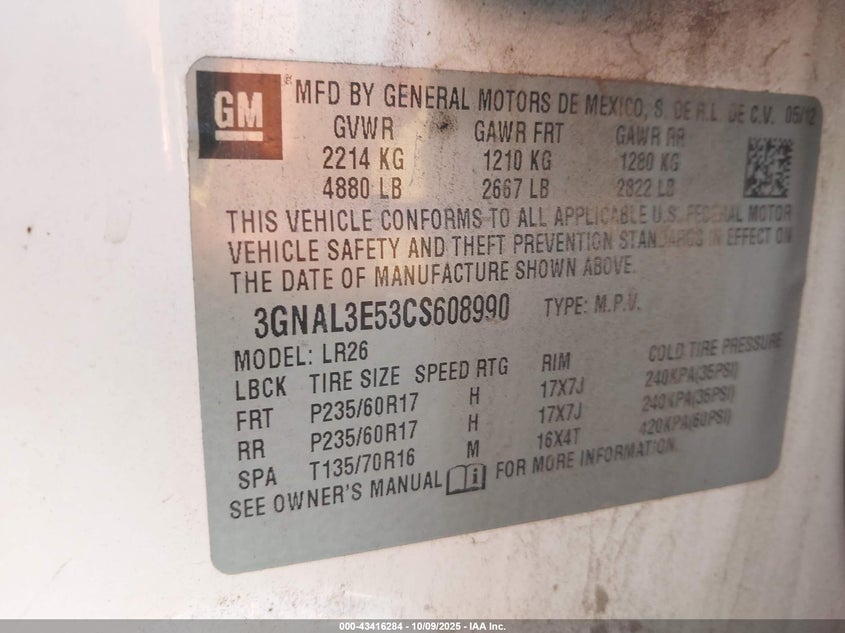 GM
® MFD BY GENERAL MOTORS DE MEXICO, S. DE R.L. DE C.V. 05/12
GVWR GAWR FRT GAWR RR
2214 KG 1210 KG 1280 KG
4880 LB 2667 LB 2822 LB
THIS VEHICLE CONFORMS TO ALL APPLICABLE U.S. FEDERAL MOTOR
VEHICLE SAFETY AND THEFT PREVENTION STANDARDS IN EFFECT ON
THE DATE OF MANUFACTURE SHOWN ABOVE.
3GNAL3E53CS608990 TYPE: M.P.V.
MODEL: LR26
LBCK TIRE SIZE SPEED RTG RIM COLD TIRE PRESSURE
FRT P235/60R17 H 17X7J 240KPA(35PSI)
RR P235/60R17 H 17X7J 240KPA(35PSI)
SPA T135/70R16 M 16X4T 420KPA(60PSI)
SEE OWNER'S MANUAL i FOR MORE INFORMATION.
000-43416284 - 10/09/2025 - IAA Inc.